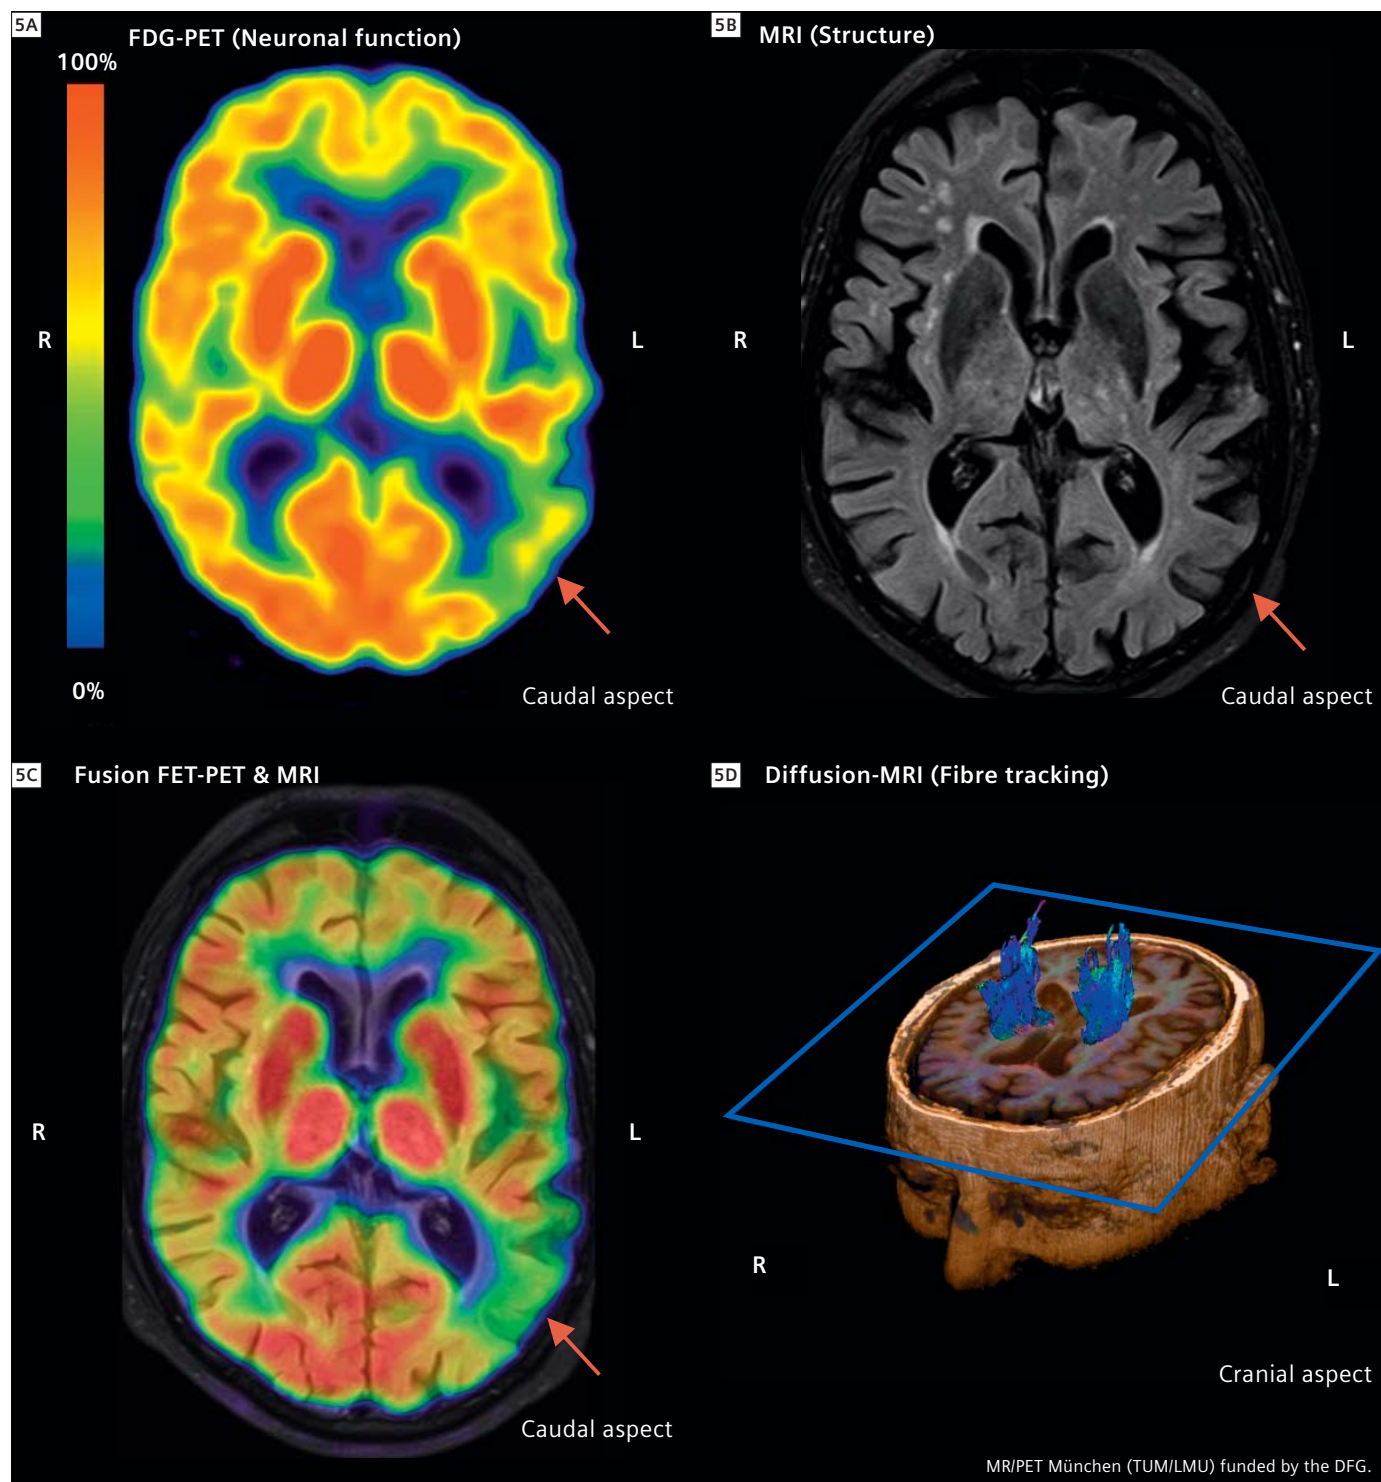 5A
FDG-PET (Neuronal function)
100%
R
L
0%
Caudal aspect
5B
MRI (Structure)
R
L
Caudal aspect
5C
Fusion FET-PET & MRI
R
L
Caudal aspect
5D
Diffusion-MRI (Fibre tracking)
R
L
Cranial aspect
MR/PET München (TUM/LMU) funded by the DFG.